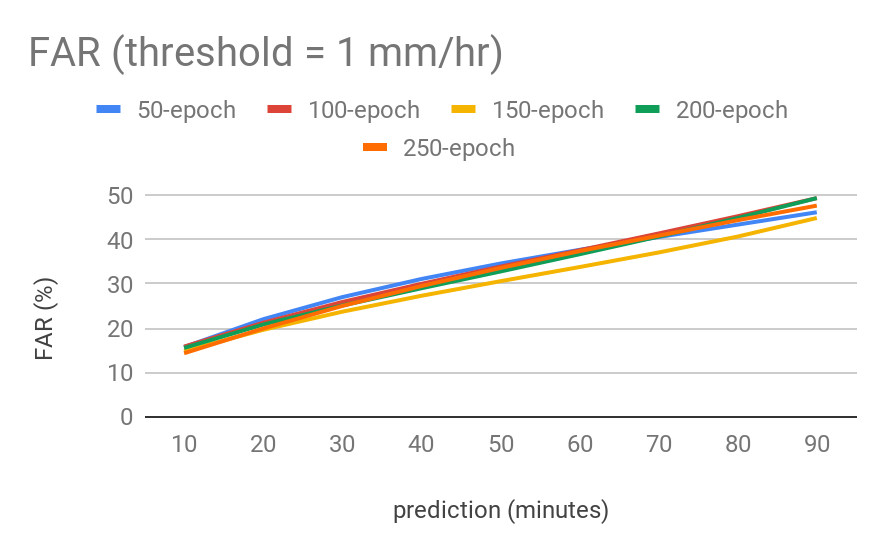 FAR (threshold = 1 mm/hr)
50-epoch 100-epoch 150-epoch 200-epoch
250-epoch
50
40
30
20
10
0
FAR (%)
10 20 30 40 50 60 70 80 90
prediction (minutes)